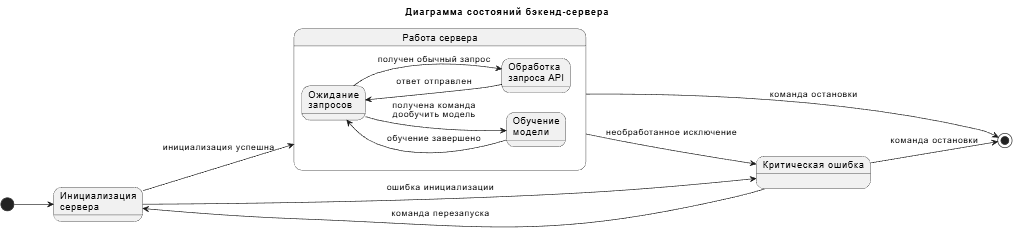 Диаграмма состояний бэкенд-сервера
Работа сервера
получен обычный запрос
Обработка
запроса API
ответ отправлен
Ожидание
запросов
получена команда
дообучить модель
Обучение
модели
обучение завершено
команда остановки
необработанное исключение
команда остановки
инициализация успешна
Критическая ошибка
ошибка инициализации
Инициализация
сервера
команда перезапуска